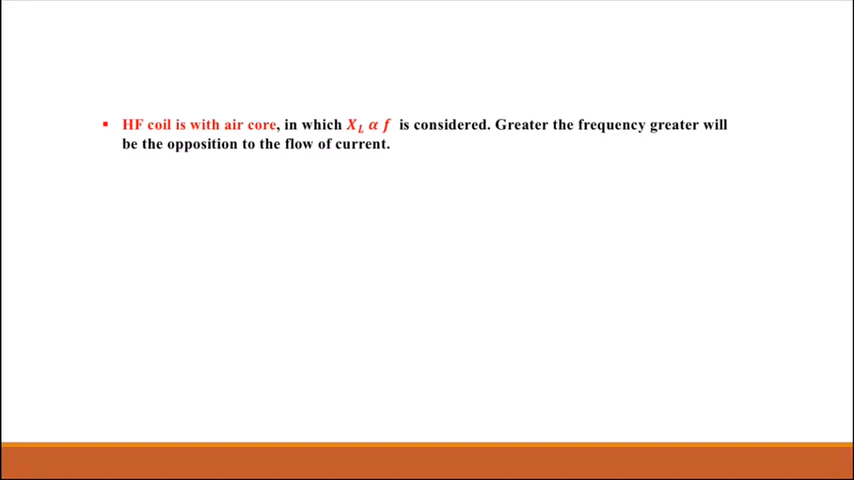 ▪ HF coil is with air core, in which X_L α f is considered. Greater the frequency greater will
be the opposition to the flow of current.